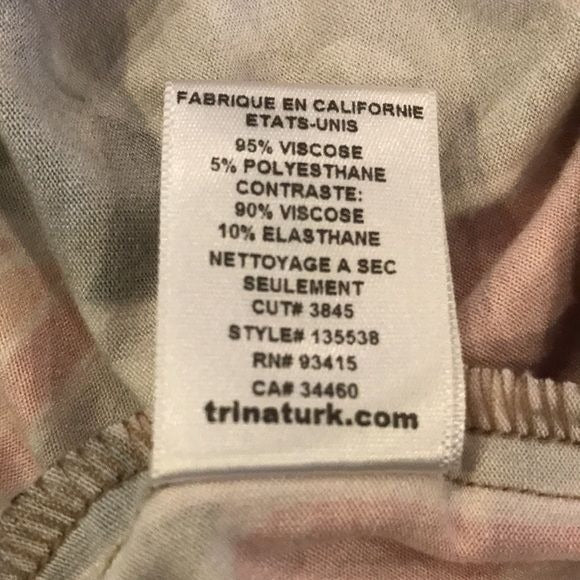 FABRIQUE EN CALIFORNIE
ETATS-UNIS
95% VISCOSE
5% POLYESTHANE
CONTRASTE:
90% VISCOSE
10% ELASTHANE
NETTOYAGE A SEC
SEULEMENT
CUT# 3845
STYLE# 135538
RN# 93415
CA# 34460
trinaturk.com